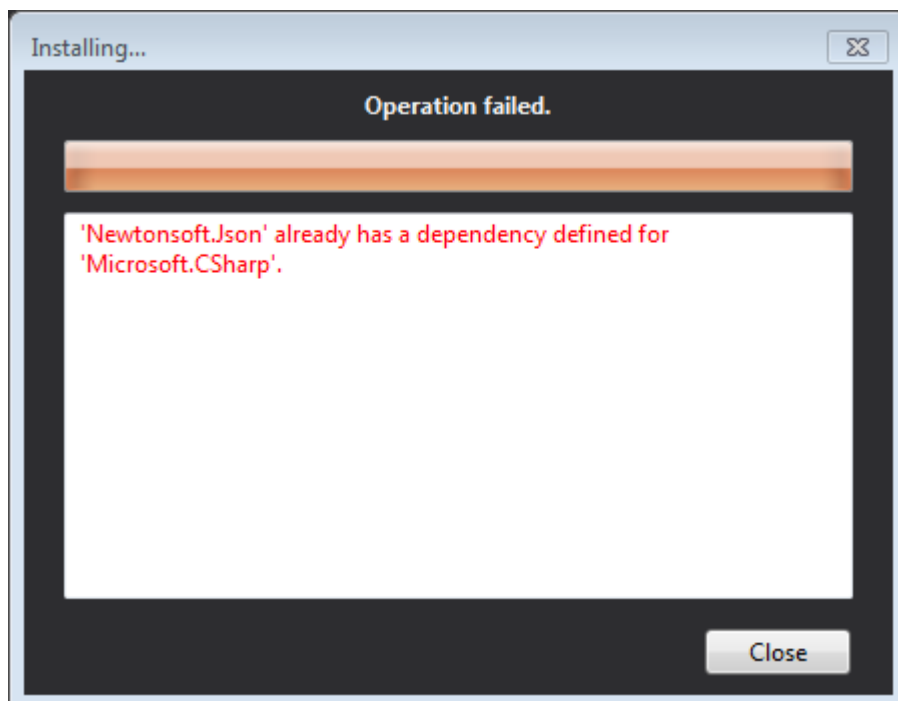 Installing...
Operation failed.
'Newtonsoft.Json' already has a dependency defined for
'Microsoft.CSharp'.
Close